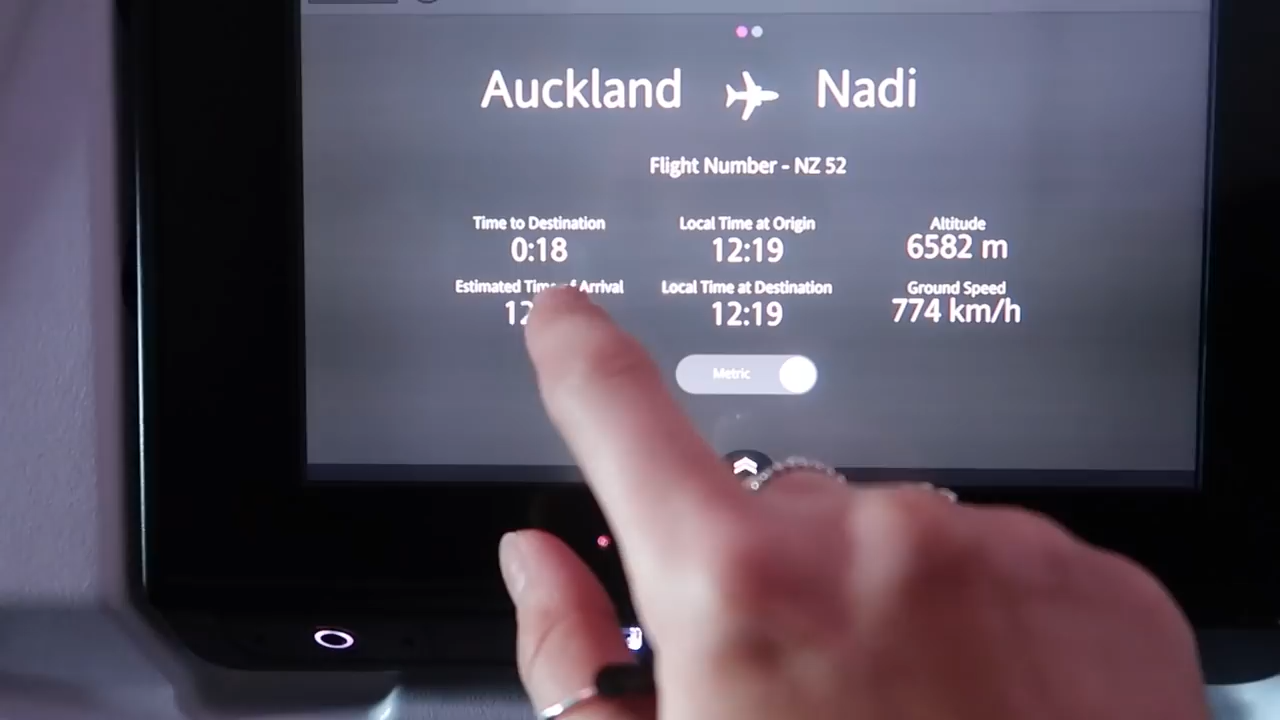 Auckland Nadi
Flight Number - NZ 52
Time to Destination Local Time at Origin Altitude
0:18 12:19 6582 m
Estimated Time of Arrival Local Time at Destination Ground Speed
12 12:19 774 km/h
Metric